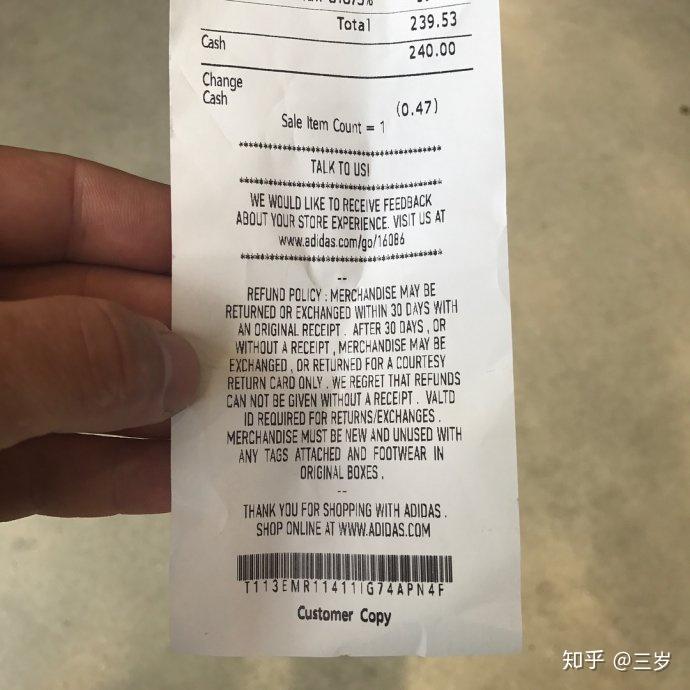 Total 239.53
Cash 240.00
Change
Cash (0.47)
Sale Item Count = 1
****************************************
TALK TO US!
****************************************
WE WOULD LIKE TO RECEIVE FEEDBACK
ABOUT YOUR STORE EXPERIENCE. VISIT US AT
www.adidas.com/go/16086
****************************************
--
REFUND POLICY : MERCHANDISE MAY BE
RETURNED OR EXCHANGED WITHIN 30 DAYS WITH
AN ORIGINAL RECEIPT . AFTER 30 DAYS , OR
WITHOUT A RECEIPT , MERCHANDISE MAY BE
EXCHANGED , OR RETURNED FOR A COURTESY
RETURN CARD ONLY . WE REGRET THAT REFUNDS
CAN NOT BE GIVEN WITHOUT A RECEIPT . VALTD
ID REQUIRED FOR RETURNS/EXCHANGES .
MERCHANDISE MUST BE NEW AND UNUSED WITH
ANY TAGS ATTACHED AND FOOTWEAR IN
ORIGINAL BOXES .
--
THANK YOU FOR SHOPPING WITH ADIDAS .
SHOP ONLINE AT WWW.ADIDAS.COM
T113EMR11411IG74APN4F
Customer Copy
知乎 @三岁